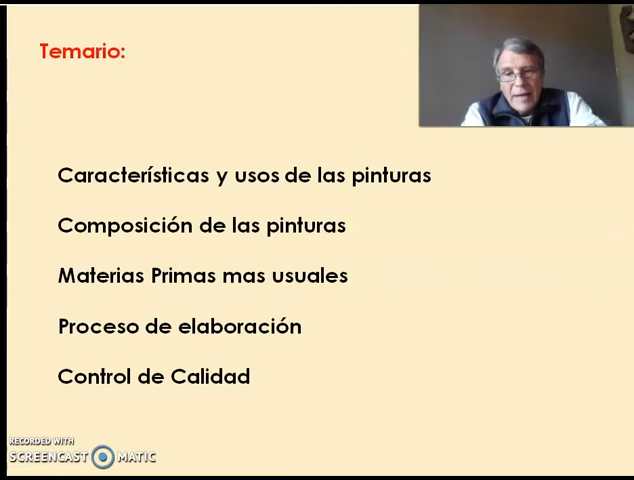 Temario:
Características y usos de las pinturas
Composición de las pinturas
Materias Primas mas usuales
Proceso de elaboración
Control de Calidad
RECORDED WITH
SCREENCAST MATIC